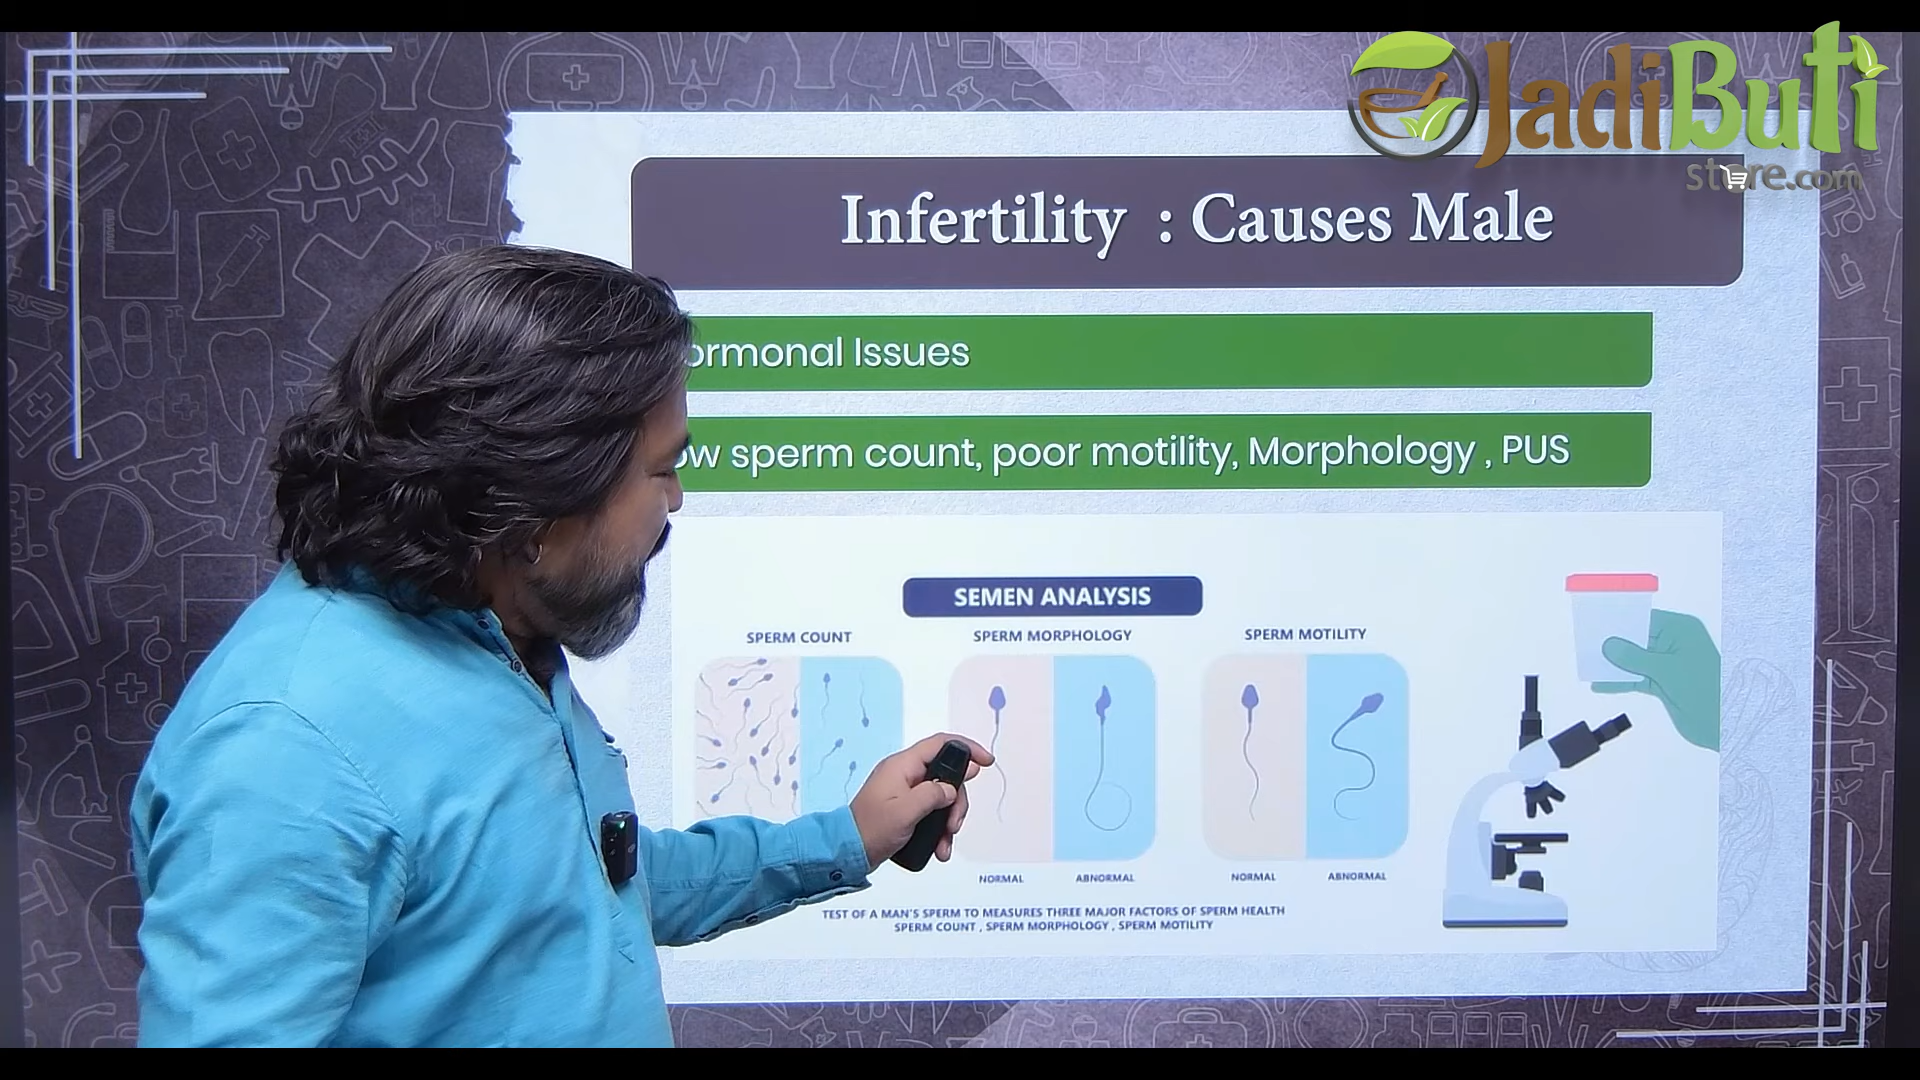 JadiButi
store.com
Infertility : Causes Male
ormonal Issues
ow sperm count, poor motility, Morphology , PUS
SEMEN ANALYSIS
SPERM COUNT
SPERM MORPHOLOGY
SPERM MOTILITY
NORMAL
ABNORMAL
NORMAL
ABNORMAL
TEST OF A MAN'S SPERM TO MEASURES THREE MAJOR FACTORS OF SPERM HEALTH
SPERM COUNT , SPERM MORPHOLOGY , SPERM MOTILITY